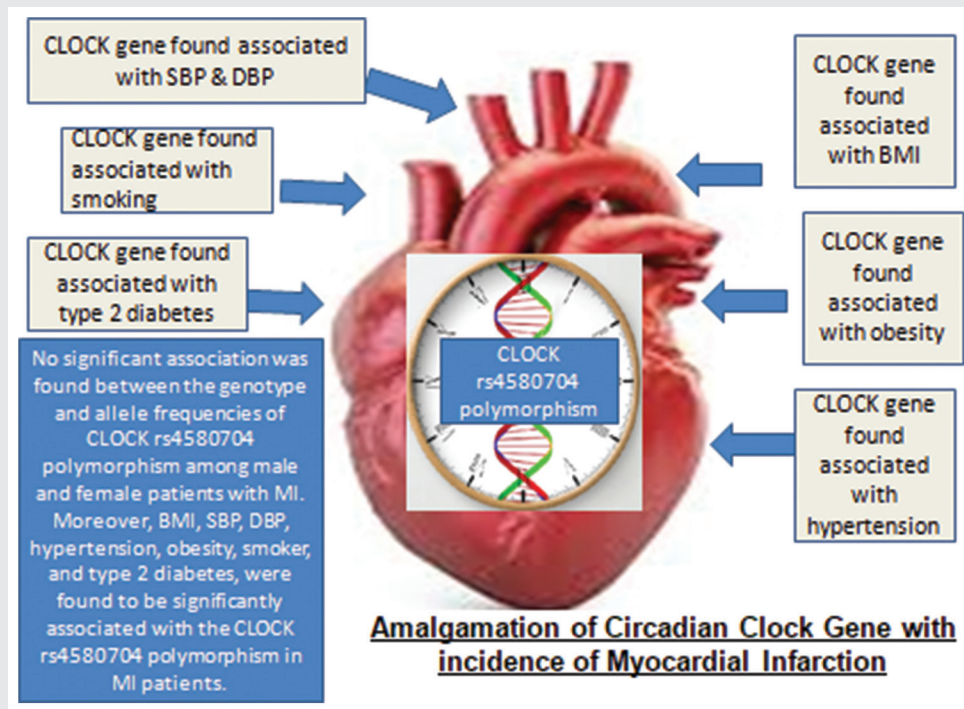 CLOCK gene found associated
with SBP & DBP
CLOCK gene found
associated with
smoking
CLOCK gene found
associated with
type 2 diabetes
No significant association was
found between the genotype
and allele frequencies of
CLOCK rs4580704
polymorphism among male
and female patients with MI.
Moreover, BMI, SBP, DBP,
hypertension, obesity, smoker,
and type 2 diabetes, were
found to be significantly
associated with the CLOCK
rs4580704 polymorphism in
MI patients.
CLOCK
rs4580704
polymorphism
CLOCK gene
found
associated
with BMI
CLOCK gene
found
associated
with obesity
CLOCK gene
found
associated
with
hypertension
Amalgamation of Circadian Clock Gene with
incidence of Myocardial Infarction